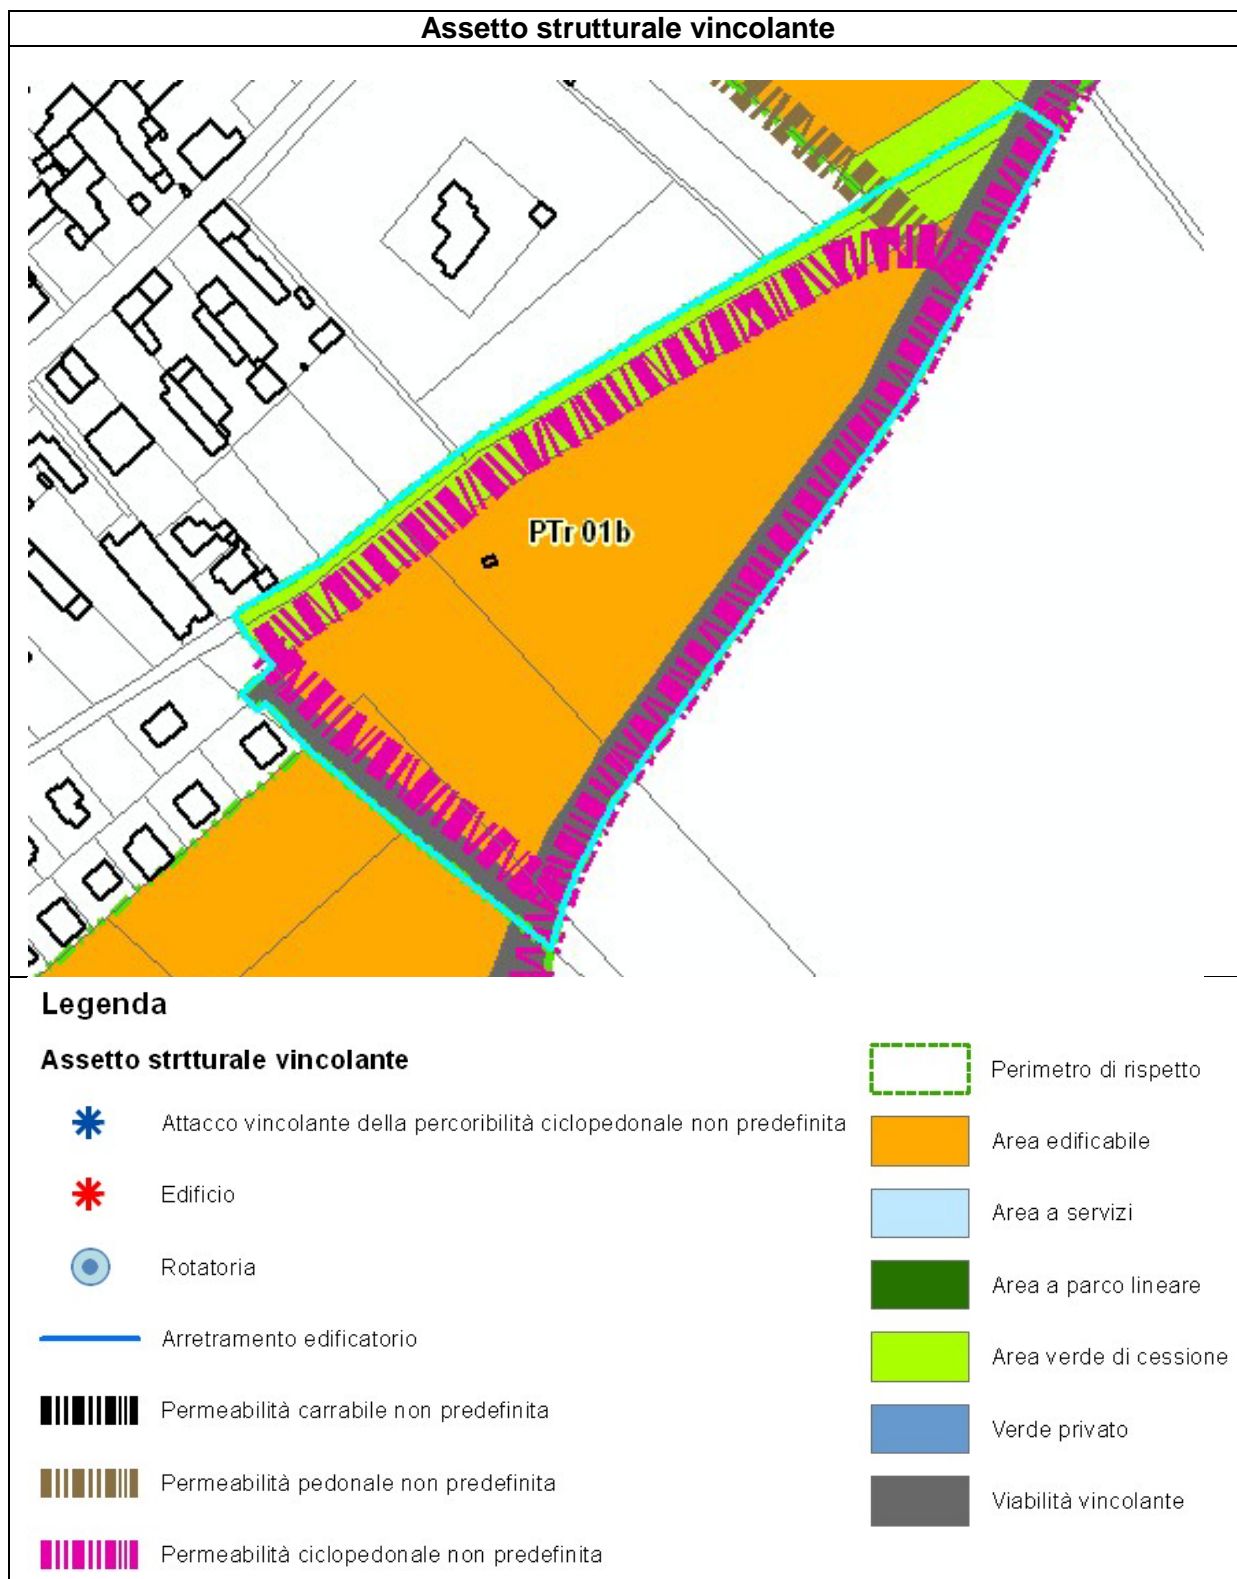 Assetto strutturale vincolante
PTr 01b
Legenda
Assetto strtturale vincolante
Attacco vincolante della percoribilità ciclopedonale non predefinita
Edificio
Rotatoria
Arretramento edificatorio
Permeabilità carrabile non predefinita
Permeabilità pedonale non predefinita
Permeabilità ciclopedonale non predefinita
Perimetro di rispetto
Area edificabile
Area a servizi
Area a parco lineare
Area verde di cessione
Verde privato
Viabilità vincolante